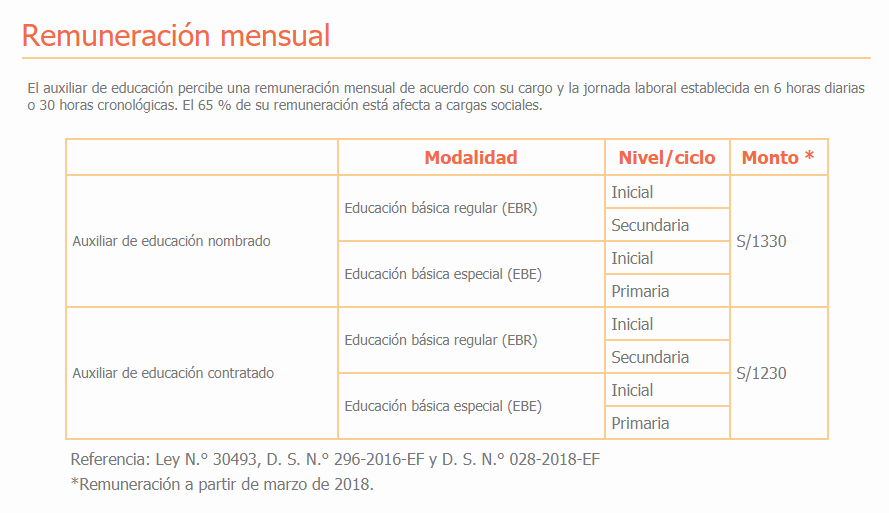 Remuneración mensual
El auxiliar de educación percibe una remuneración mensual de acuerdo con su cargo y la jornada laboral establecida en 6 horas diarias
o 30 horas cronológicas. El 65 % de su remuneración está afecta a cargas sociales.
Modalidad Nivel/ciclo Monto *
Auxiliar de educación nombrado Educación básica regular (EBR) Inicial S/1330
Secundaria
Educación básica especial (EBE) Inicial
Primaria
Auxiliar de educación contratado Educación básica regular (EBR) Inicial S/1230
Secundaria
Educación básica especial (EBE) Inicial
Primaria
Referencia: Ley N.° 30493, D. S. N.° 296-2016-EF y D. S. N.° 028-2018-EF
*Remuneración a partir de marzo de 2018.